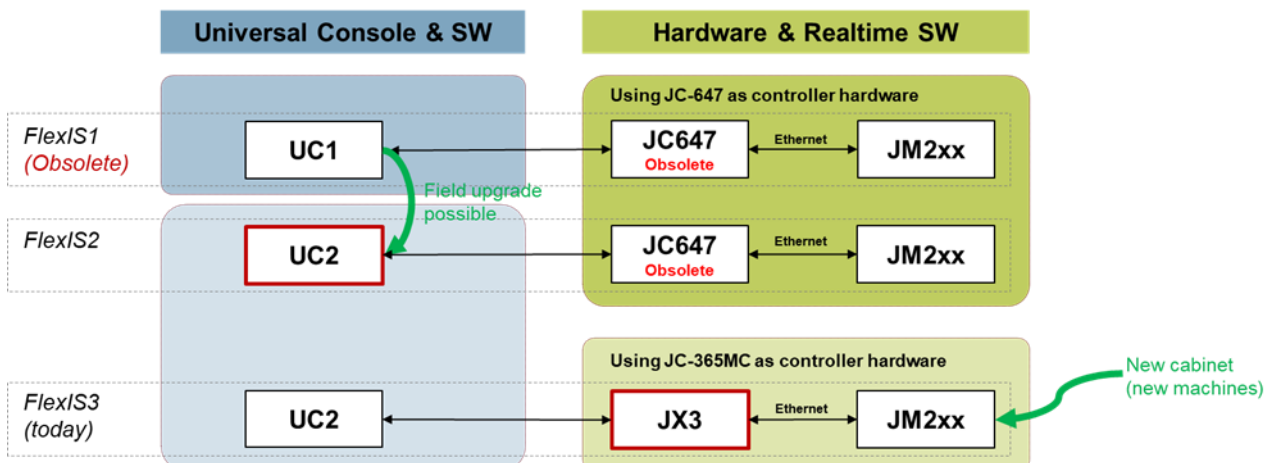 Universal Console & SW
Hardware & Realtime SW
Using JC-647 as controller hardware
FlexIS1
(Obsolete)
UC1
JC647
Obsolete
Ethernet
JM2xx
Field upgrade
possible
FlexIS2
UC2
JC647
Obsolete
Ethernet
JM2xx
Using JC-365MC as controller hardware
New cabinet
(new machines)
FlexIS3
(today)
UC2
JX3
Ethernet
JM2xx